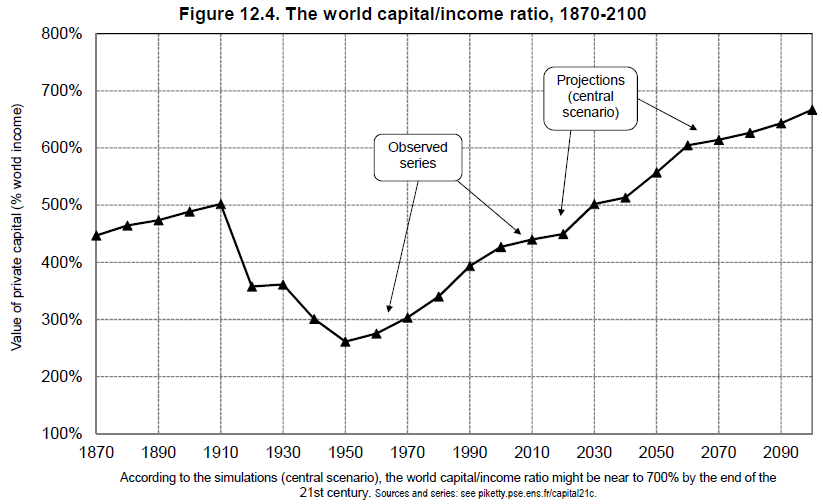 Figure 12.4. The world capital/income ratio, 1870-2100
800%
700%
600%
500%
400%
300%
200%
100%
Value of private capital (% world income)
Observed
series
Projections
(central
scenario)
1870 1890 1910 1930 1950 1970 1990 2010 2030 2050 2070 2090
According to the simulations (central scenario), the world capital/income ratio might be near to 700% by the end of the
21st century. Sources and series: see piketty.pse.ens.fr/capital21c.